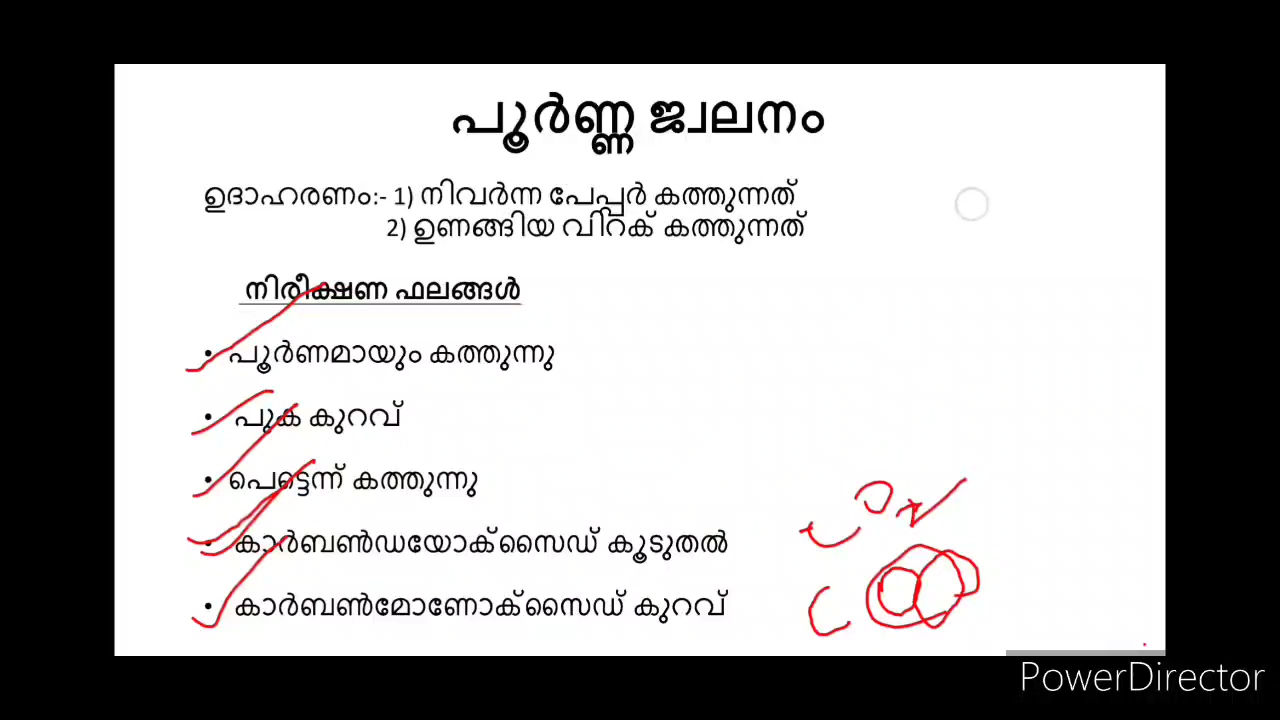 പൂർണ്ണ ജ്വലനം
ഉദാഹരണം:- 1) നിവർന്ന പേപ്പർ കത്തുന്നത്
2) ഉണങ്ങിയ വിറക് കത്തുന്നത്
നിരീക്ഷണ ഫലങ്ങൾ
• പൂർണമായും കത്തുന്നു
• പുക കുറവ്
• പെട്ടെന്ന് കത്തുന്നു
• കാർബൺഡയോക്സൈഡ് കൂടുതൽ
• കാർബൺമോണോക്സൈഡ് കുറവ്
PowerDirector